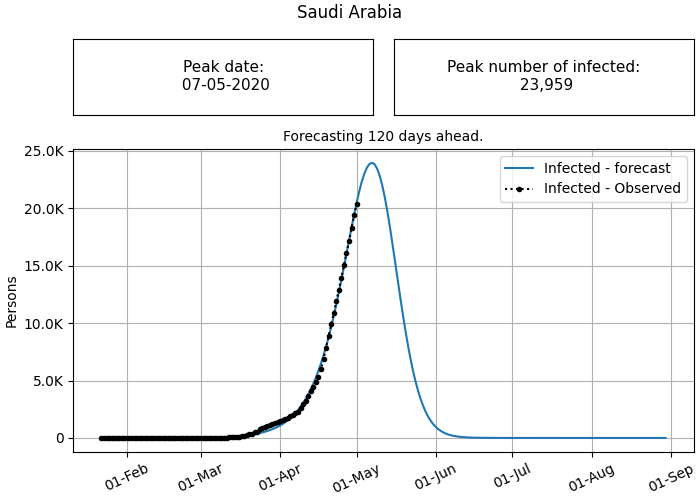 Saudi Arabia
Peak date:
07-05-2020
Peak number of infected:
23,959
Forecasting 120 days ahead.
25.0K
20.0K
15.0K
10.0K
5.0K
0
Persons
Infected - forecast
Infected - Observed
01-Feb
01-Mar
01-Apr
01-May
01-Jun
01-Jul
01-Aug
01-Sep